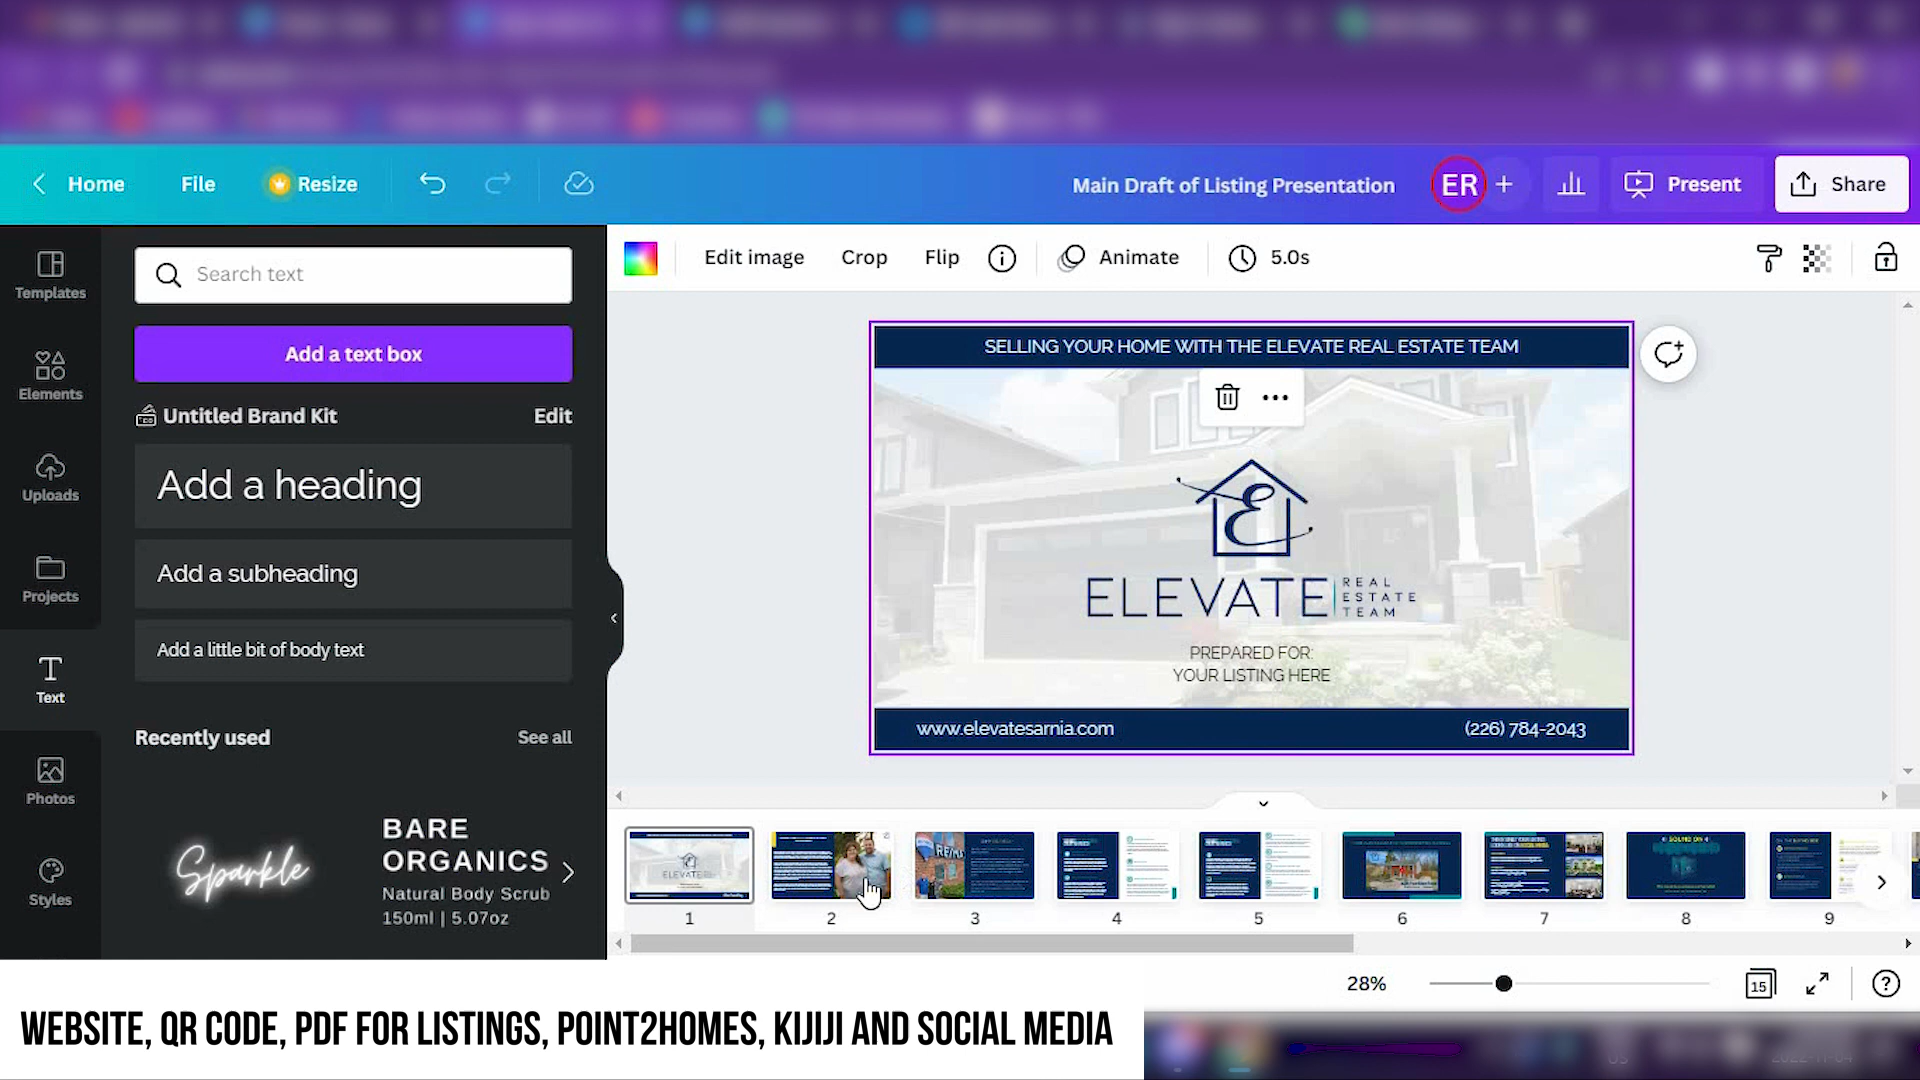 Home
File
Resize
Main Draft of Listing Presentation
ER
+
Present
Share
Templates
Elements
Uploads
Projects
Text
Photos
Styles
Search text
Add a text box
Untitled Brand Kit
Edit
Add a heading
Add a subheading
Add a little bit of body text
Recently used
See all
Sparkle
BARE
ORGANICS
Natural Body Scrub
150ml | 5.07oz
Edit image
Crop
Flip
Animate
5.0s
SELLING YOUR HOME WITH THE ELEVATE REAL ESTATE TEAM
E
ELEVATE
REAL
ESTATE
TEAM
PREPARED FOR:
YOUR LISTING HERE
www.elevatesarnia.com
(226) 784-2043
ELEVATE
RE/MAX
SOUND ON
1
2
3
4
5
6
7
8
9
28%
15
?
WEBSITE, QR CODE, PDF FOR LISTINGS, POINT2HOMES, KIJIJI AND SOCIAL MEDIA